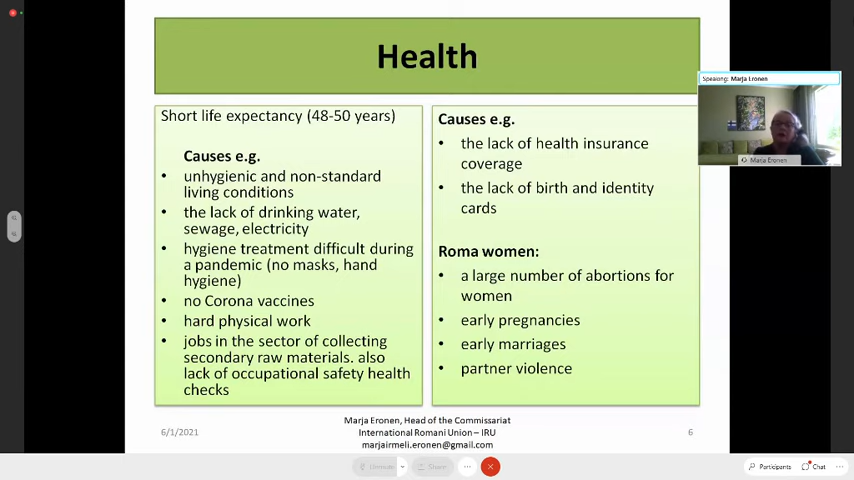 Health
Short life expectancy (48-50 years)
Causes e.g.
• unhygienic and non-standard
living conditions
• the lack of drinking water,
sewage, electricity
• hygiene treatment difficult during
a pandemic (no masks, hand
hygiene)
• no Corona vaccines
• hard physical work
• jobs in the sector of collecting
secondary raw materials. also
lack of occupational safety health
checks
Causes e.g.
• the lack of health insurance
coverage
• the lack of birth and identity
cards
Roma women:
• a large number of abortions for
women
• early pregnancies
• early marriages
• partner violence
6/1/2021
Marja Eronen, Head of the Commissariat
International Romani Union – IRU
marjairmeli.eronen@gmail.com
6
Speaking: Marja Eronen
Marja Eronen
Unmute
Share
Participants
Chat